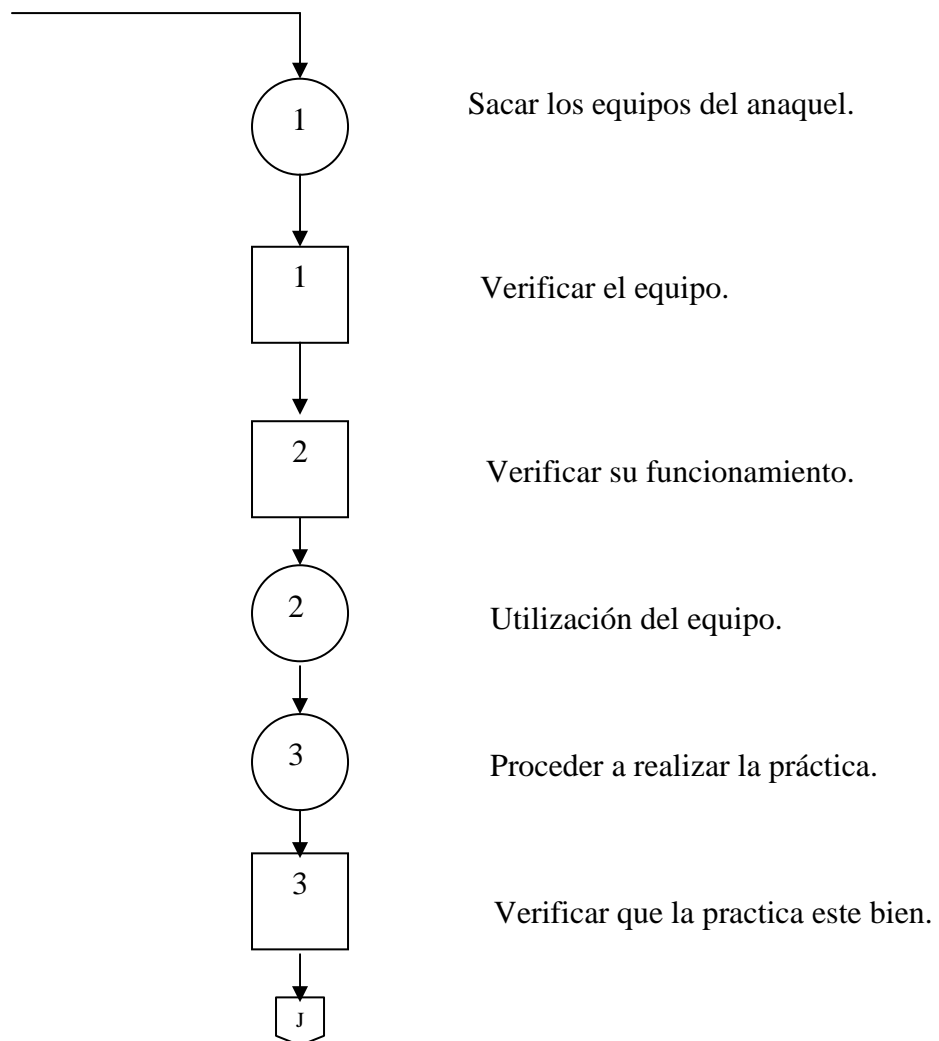 1 Sacar los equipos del anaquel.
1 Verificar el equipo.
2 Verificar su funcionamiento.
2 Utilización del equipo.
3 Proceder a realizar la práctica.
3 Verificar que la practica este bien.
J